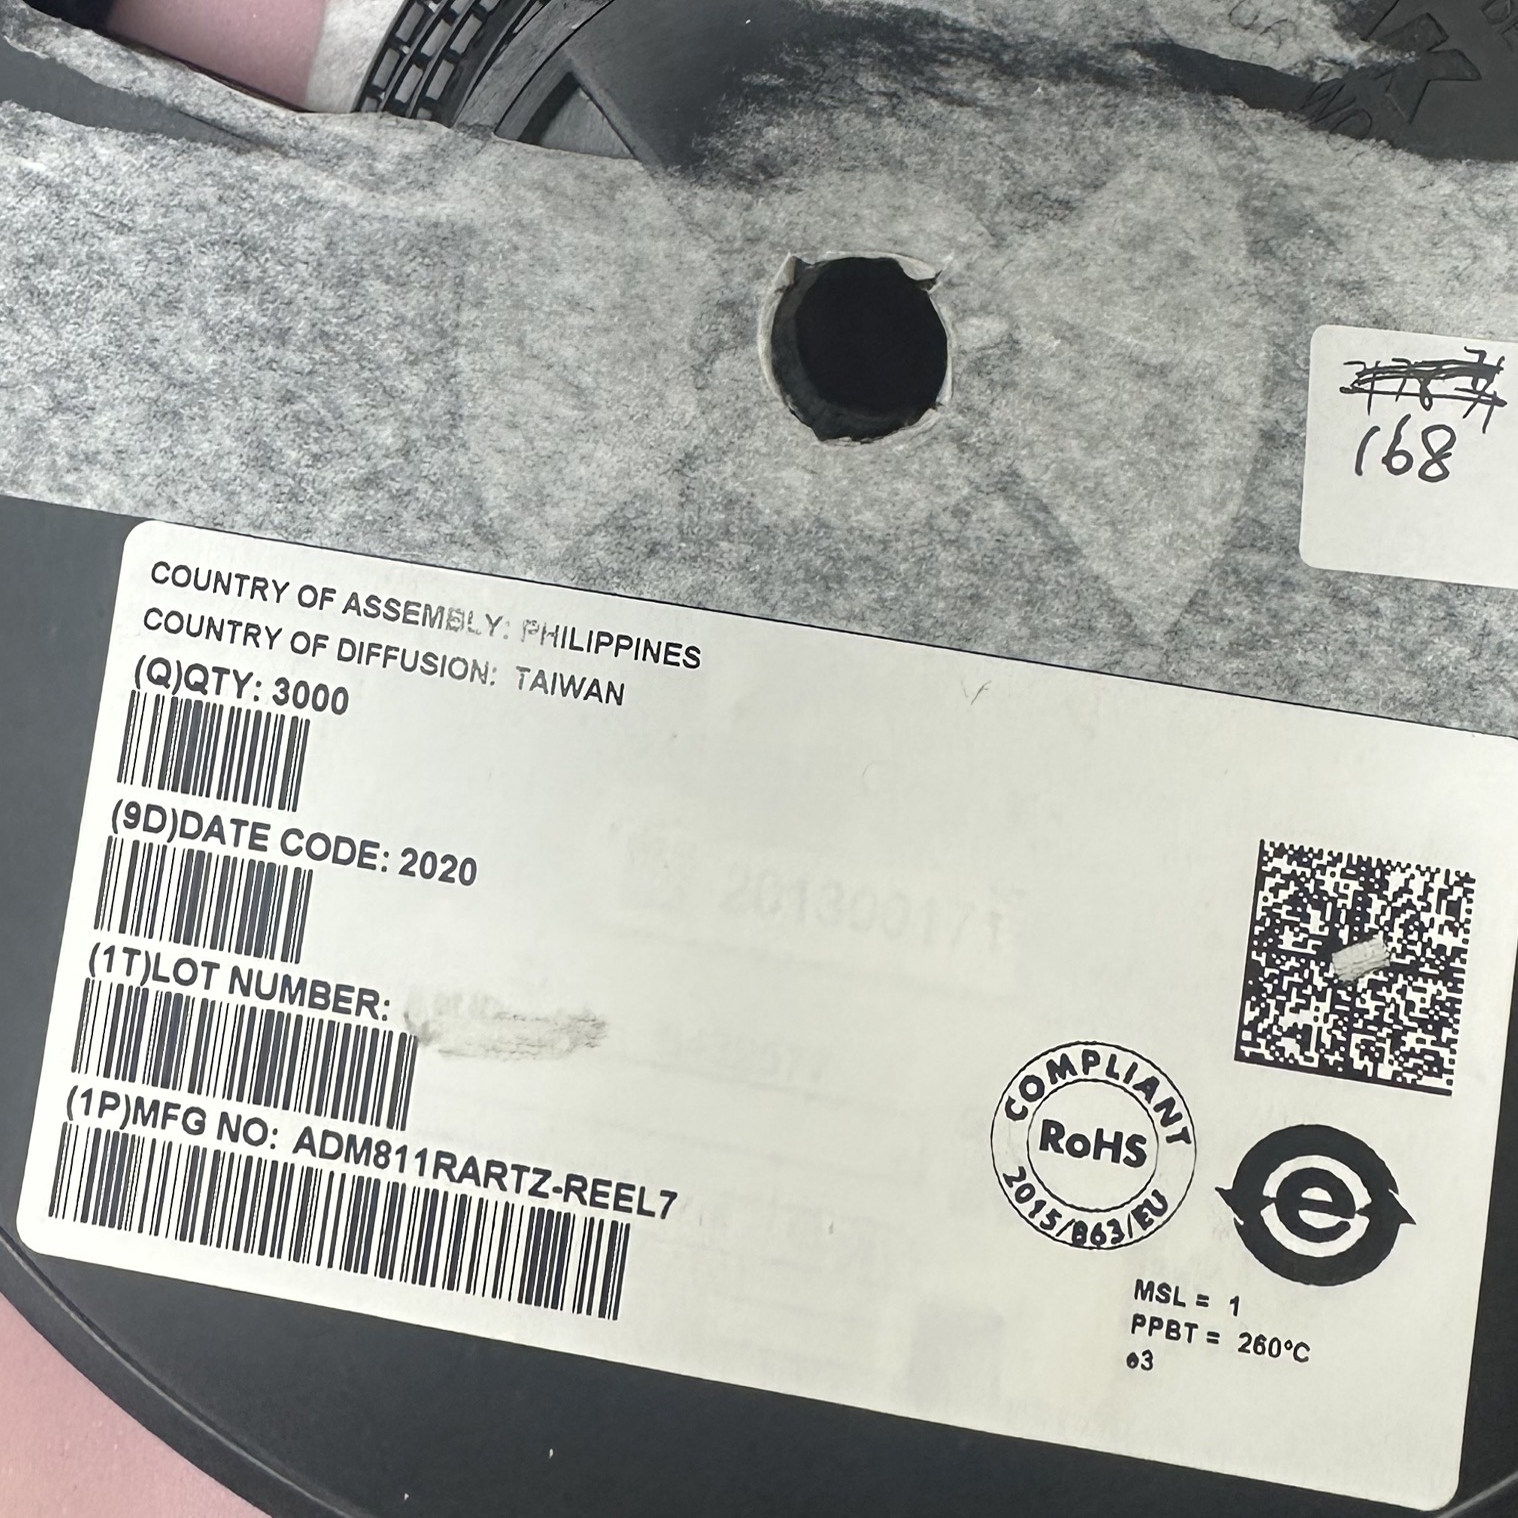 168
COUNTRY OF ASSEMBLY: PHILIPPINES
COUNTRY OF DIFFUSION: TAIWAN
(Q)QTY: 3000
(9D)DATE CODE: 2020
(1T)LOT NUMBER:
(1P)MFG NO: ADM811RARTZ-REEL7
COMPLIANT
RoHS
2015/863/EU
e
MSL = 1
PPBT = 260°C
e3